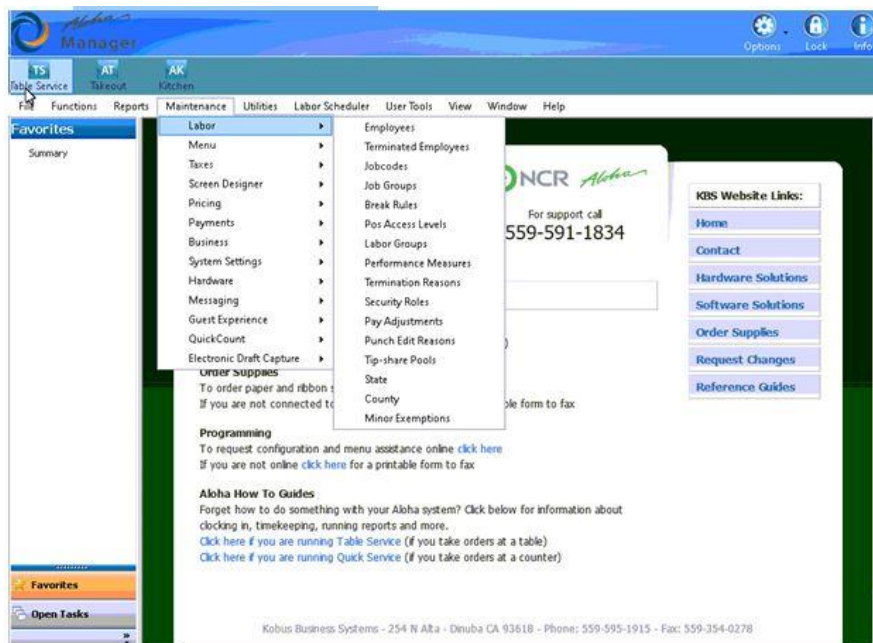 Aloha
Manager
Options
Lock
Info
TS
AT
AK
Table Service
Takeout
Kitchen
File Functions Reports Maintenance Utilities Labor Scheduler User Tools View Window Help
Favorites
Summary
Labor
Menu
Taxes
Screen Designer
Pricing
Payments
Business
System Settings
Hardware
Messaging
Guest Experience
QuickCount
Electronic Draft Capture
Employees
Terminated Employees
Jobcodes
Job Groups
Break Rules
Pos Access Levels
Labor Groups
Performance Measures
Termination Reasons
Security Roles
Pay Adjustments
Punch Edit Reasons
Tip-share Pools
State
County
Minor Exemptions
NCR Aloha
For support call
559-591-1834
KBS Website Links:
Home
Contact
Hardware Solutions
Software Solutions
Order Supplies
Request Changes
Reference Guides
Order Supplies
To order paper and ribbon
If you are not connected to
form to fax
Programming
To request configuration and menu assistance online click here
If you are not online click here for a printable form to fax
Aloha How To Guides
Forget how to do something with your Aloha system? Click below for information about
clocking in, timekeeping, running reports and more.
Click here if you are running Table Service (if you take orders at a table)
Click here if you are running Quick Service (if you take orders at a counter)
Favorites
Open Tasks
Kobus Business Systems - 254 N Alta - Dinuba CA 93618 - Phone: 559-595-1915 - Fax: 559-354-0278